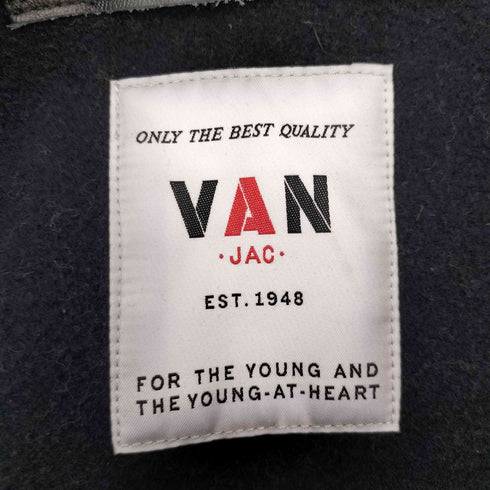 ONLY THE BEST QUALITY
VAN
·JAC·
EST. 1948
FOR THE YOUNG AND
THE YOUNG-AT-HEART